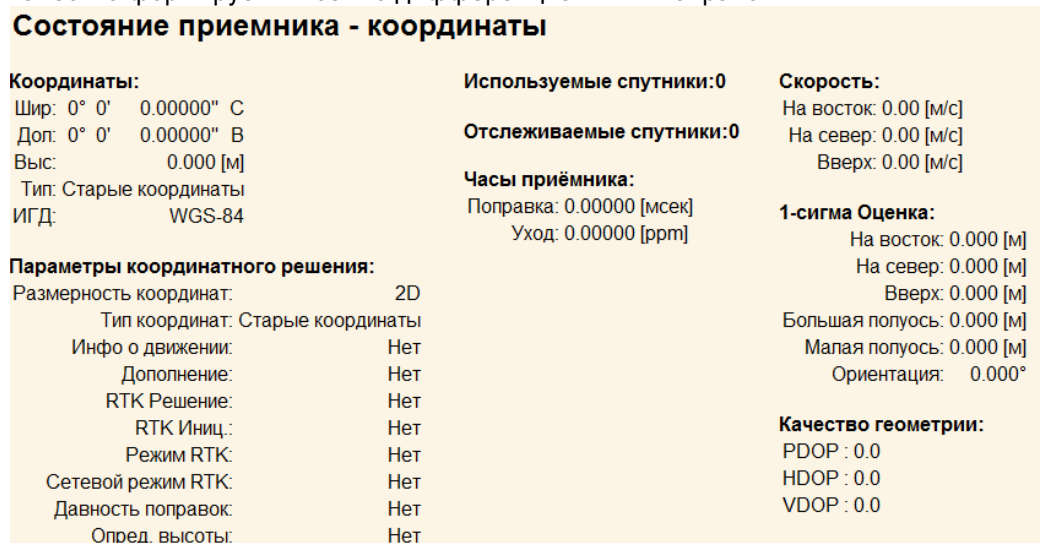 Состояние приемника - координаты
Координаты:
Шир: 0° 0' 0.00000" С
Дол: 0° 0' 0.00000" В
Выс: 0.000 [м]
Тип: Старые координаты
ИГД: WGS-84
Параметры координатного решения:
Размерность координат: 2D
Тип координат: Старые координаты
Инфо о движении: Нет
Дополнение: Нет
RTK Решение: Нет
RTK Иниц.: Нет
Режим RTK: Нет
Сетевой режим RTK: Нет
Давность поправок: Нет
Опред. высоты: Нет
Используемые спутники:0
Отслеживаемые спутники:0
Часы приёмника:
Поправка: 0.00000 [мсек]
Уход: 0.00000 [ppm]
Скорость:
На восток: 0.00 [м/с]
На север: 0.00 [м/с]
Вверх: 0.00 [м/с]
1-сигма Оценка:
На восток: 0.000 [м]
На север: 0.000 [м]
Вверх: 0.000 [м]
Большая полуось: 0.000 [м]
Малая полуось: 0.000 [м]
Ориентация: 0.000°
Качество геометрии:
PDOP : 0.0
HDOP : 0.0
VDOP : 0.0